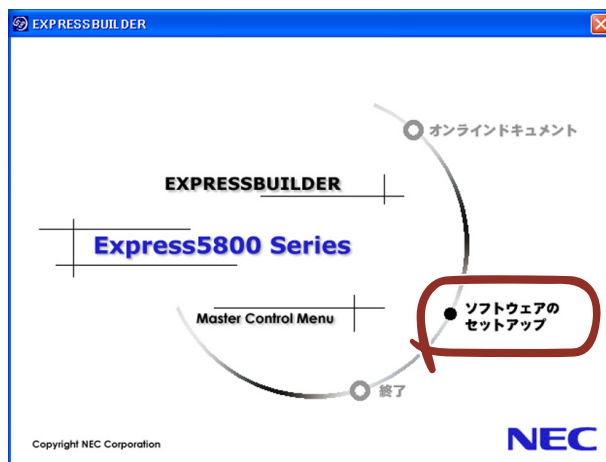 EXPRESSBUILDER
オンラインドキュメント
EXPRESSBUILDER
Express5800 Series
ソフトウェアの
セットアップ
Master Control Menu
終了
Copyright NEC Corporation
NEC